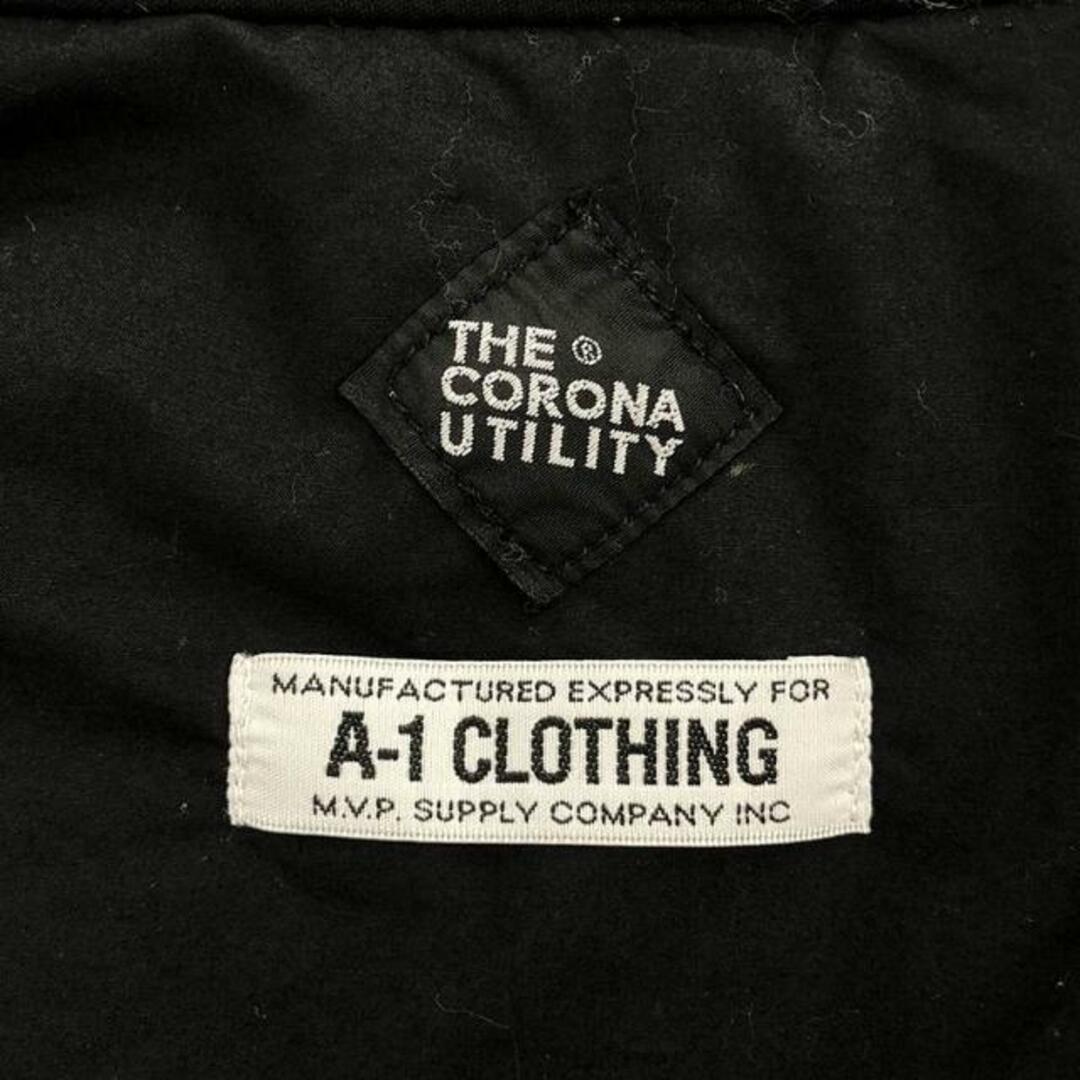 THE ®
CORONA
UTILITY
MANUFACTURED EXPRESSLY FOR
A-1 CLOTHING
M.V.P. SUPPLY COMPANY INC